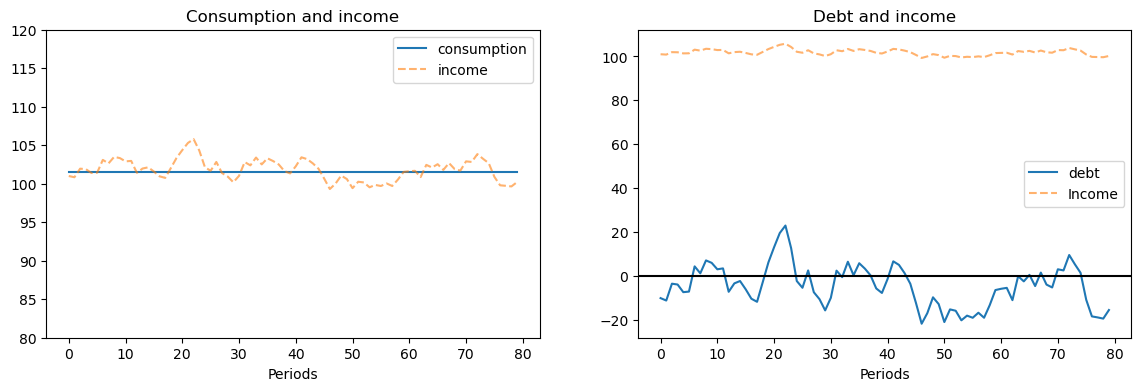 Consumption and income
120
115
110
105
100
95
90
85
80
0 10 20 30 40 50 60 70 80
Periods
consumption
income
Debt and income
100
80
60
40
20
0
−20
0 10 20 30 40 50 60 70 80
Periods
debt
Income